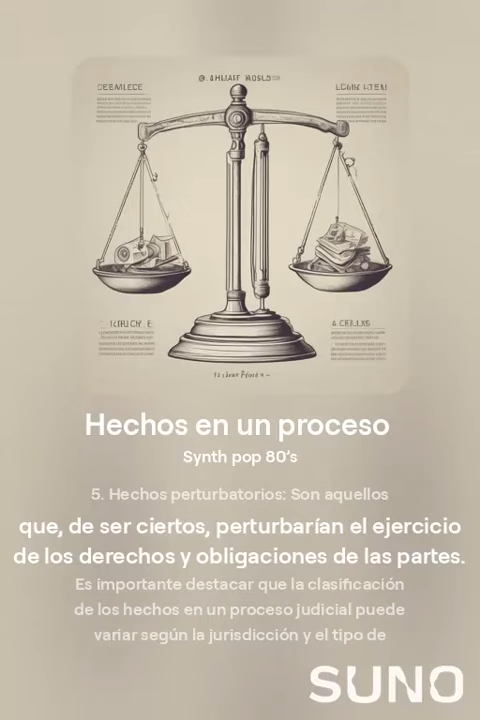 Hechos en un proceso
Synth pop 80's
5. Hechos perturbatorios: Son aquellos
que, de ser ciertos, perturbarían el ejercicio
de los derechos y obligaciones de las partes.
Es importante destacar que la clasificación
de los hechos en un proceso judicial puede
variar según la jurisdicción y el tipo de
SUNO